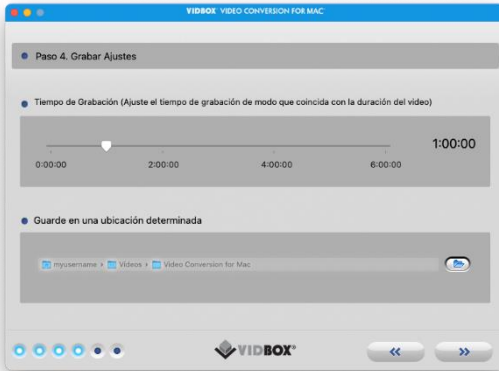 VIDBOX VIDEO CONVERSION FOR MAC
Paso 4. Grabar Ajustes
Tiempo de Grabación (Ajuste el tiempo de grabación de modo que coincida con la duración del video)
1:00:00
0:00:00 2:00:00 4:00:00 6:00:00
Guarde en una ubicación determinada
myusername › Videos › Video Conversion for Mac
VIDBOX®
« »